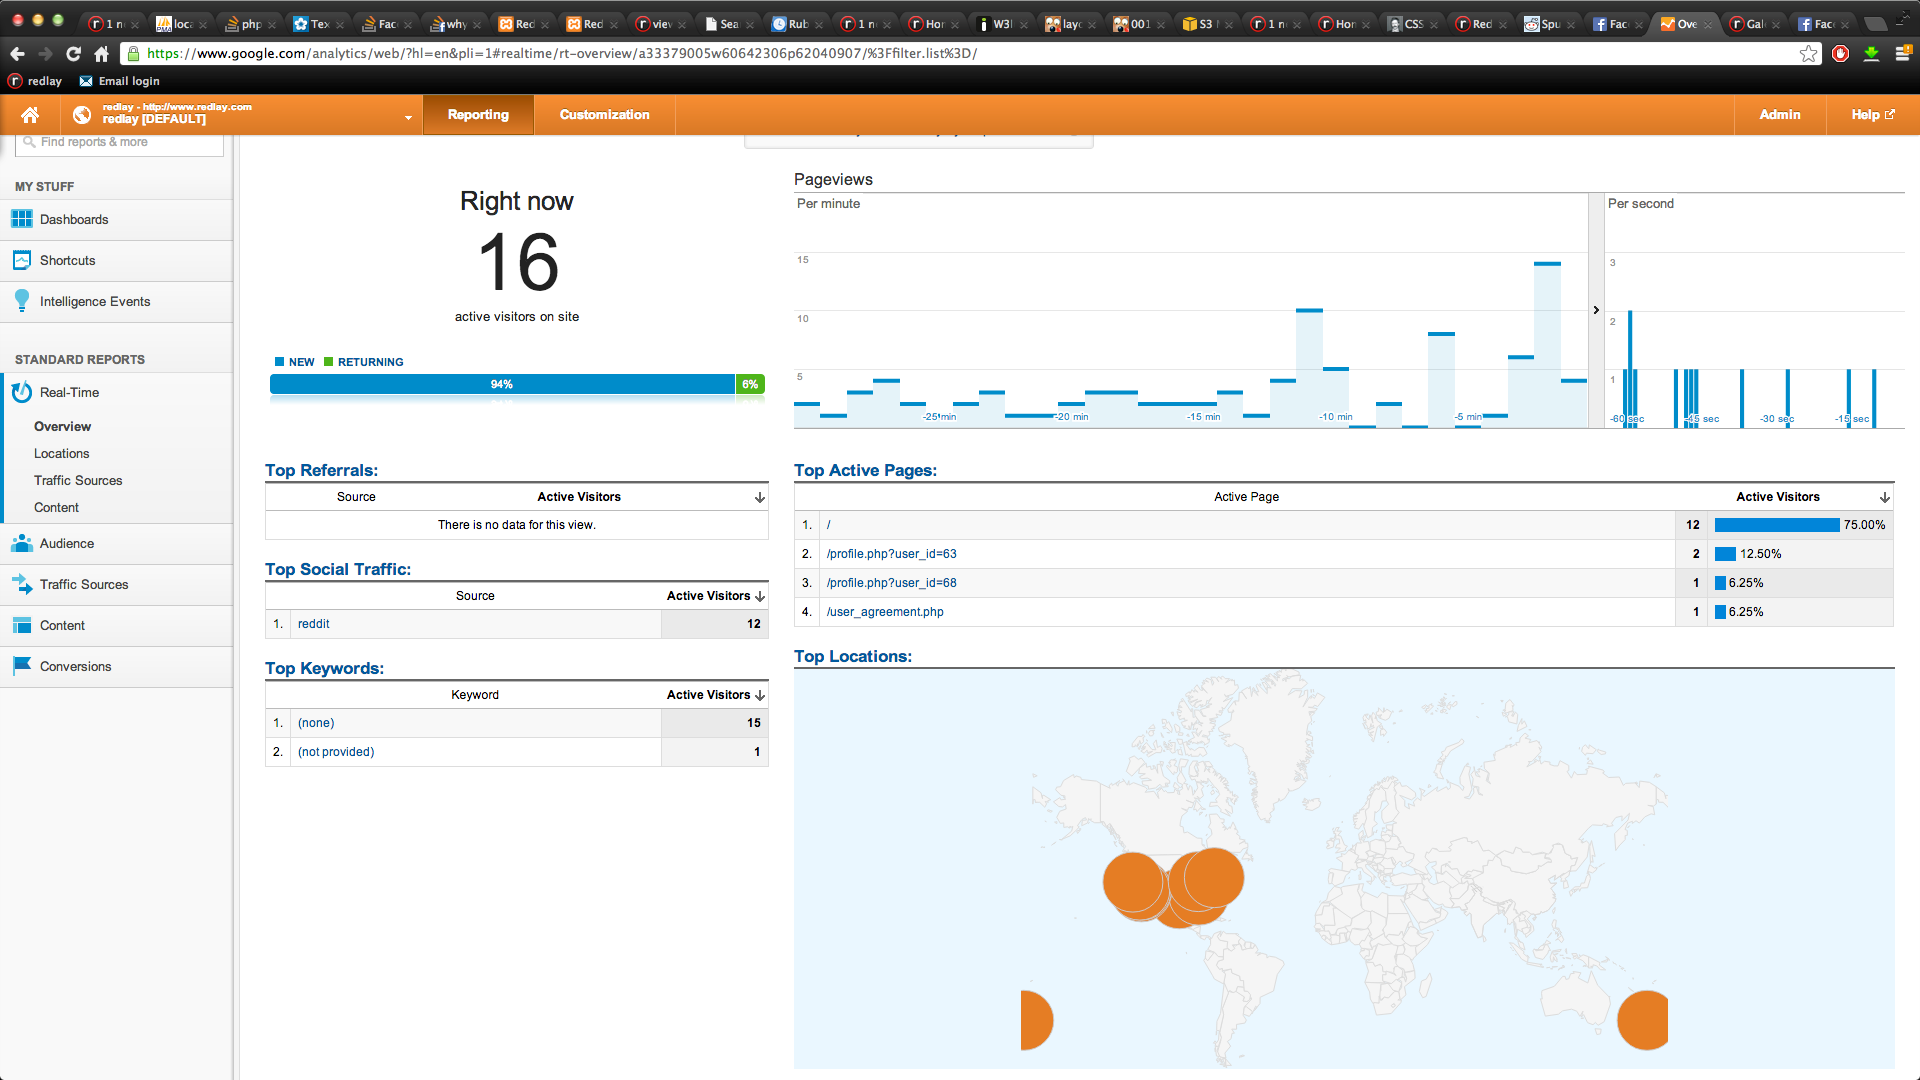 1 n
loca
php
Tex
Fac
why
Red
Red
viev
Sea
Rub
1 n
Hor
W3l
layo
001
S3
1 n
Hon
CSS
Red
Spu
Fac
Ove
Gal
Fac
https://www.google.com/analytics/web/?hl=en&pli=1#realtime/rt-overview/a33379005w60642306p62040907/%3Ffilter.list%3D/
redlay
Email login
redlay - http://www.redlay.com
redlay [DEFAULT]
Reporting
Customization
Admin
Help
Find reports & more
MY STUFF
Dashboards
Shortcuts
Intelligence Events
STANDARD REPORTS
Real-Time
Overview
Locations
Traffic Sources
Content
Audience
Traffic Sources
Content
Conversions
Right now
16
active visitors on site
NEW RETURNING
94% 6%
Pageviews
Per minute
15
10
5
-25 min -20 min -15 min -10 min -5 min
Per second
3
2
1
-60 sec -45 sec -30 sec -15 sec
Top Referrals:
Source Active Visitors
There is no data for this view.
Top Social Traffic:
Source Active Visitors
1. reddit 12
Top Keywords:
Keyword Active Visitors
1. (none) 15
2. (not provided) 1
Top Active Pages:
Active Page Active Visitors
1. / 12 75.00%
2. /profile.php?user_id=63 2 12.50%
3. /profile.php?user_id=68 1 6.25%
4. /user_agreement.php 1 6.25%
Top Locations: